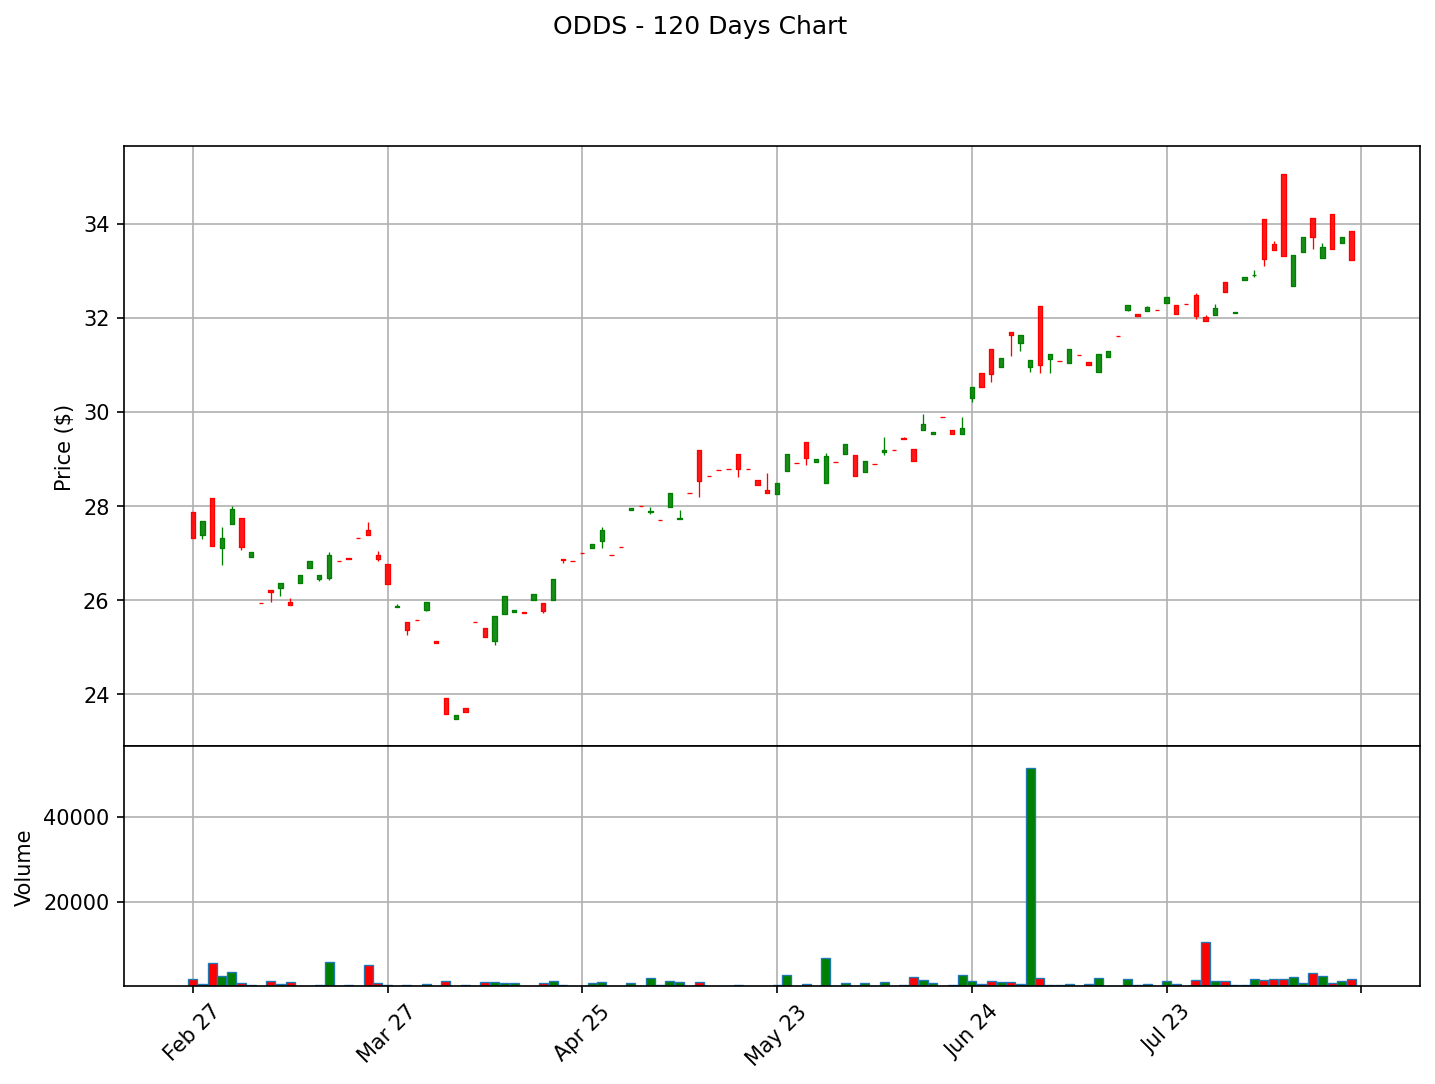 ODDS - 120 Days Chart
Price ($)
34
32
30
28
26
24
Volume
40000
20000
Feb 27
Mar 27
Apr 25
May 23
Jun 24
Jul 23